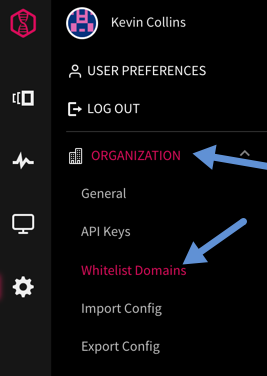 Kevin Collins
USER PREFERENCES
LOG OUT
ORGANIZATION
General
API Keys
Whitelist Domains
Import Config
Export Config